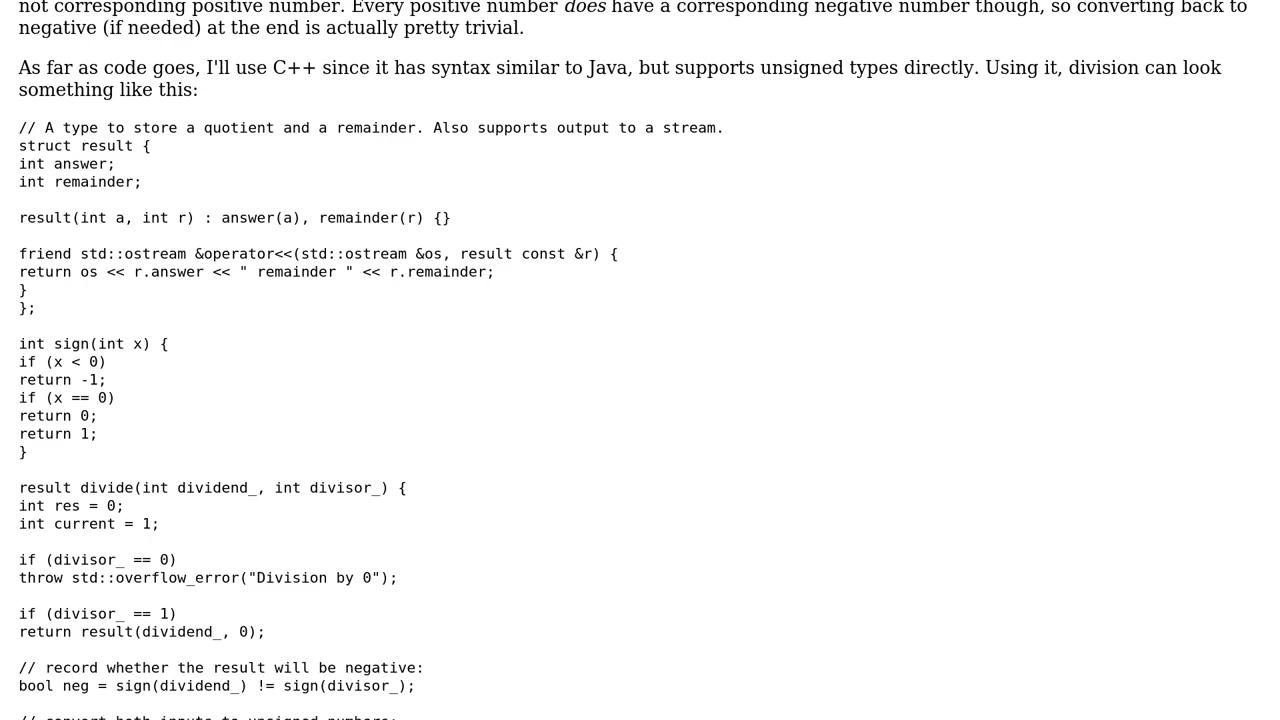 not corresponding positive number. Every positive number does have a corresponding negative number though, so converting back to
negative (if needed) at the end is actually pretty trivial.
As far as code goes, I'll use C++ since it has syntax similar to Java, but supports unsigned types directly. Using it, division can look
something like this:
// A type to store a quotient and a remainder. Also supports output to a stream.
struct result {
int answer;
int remainder;
result(int a, int r) : answer(a), remainder(r) {}
friend std::ostream &operator<<(std::ostream &os, result const &r) {
return os << r.answer << " remainder " << r.remainder;
}
};
int sign(int x) {
if (x < 0)
return -1;
if (x == 0)
return 0;
return 1;
}
result divide(int dividend_, int divisor_) {
int res = 0;
int current = 1;
if (divisor_ == 0)
throw std::overflow_error("Division by 0");
if (divisor_ == 1)
return result(dividend_, 0);
// record whether the result will be negative:
bool neg = sign(dividend_) != sign(divisor_);
// convert both inputs to unsigned numbers: